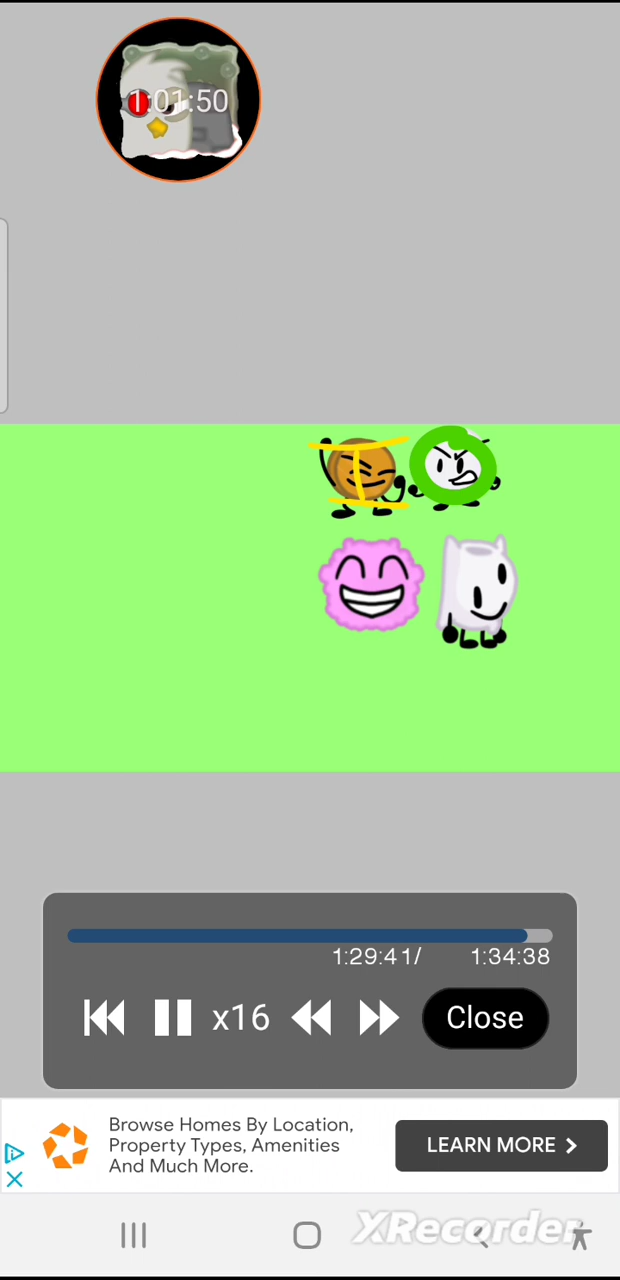 1:01:50
1:29:41/ 1:34:38
x16
Close
Browse Homes By Location,
Property Types, Amenities
And Much More.
LEARN MORE
XRecorder